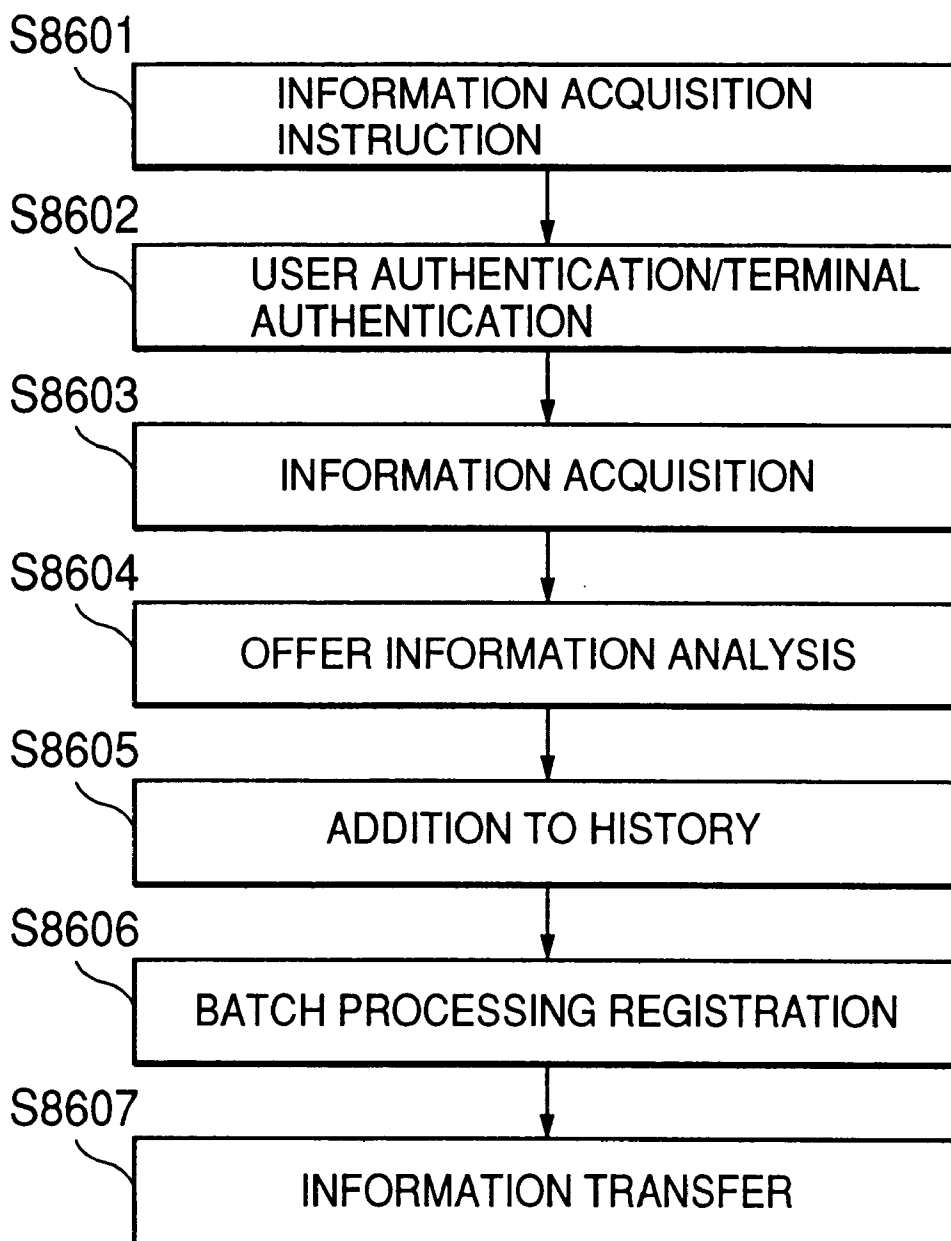 S8601
INFORMATION ACQUISITION
INSTRUCTION
S8602
USER AUTHENTICATION/TERMINAL
AUTHENTICATION
S8603
INFORMATION ACQUISITION
S8604
OFFER INFORMATION ANALYSIS
S8605
ADDITION TO HISTORY
S8606
BATCH PROCESSING REGISTRATION
S8607
INFORMATION TRANSFER